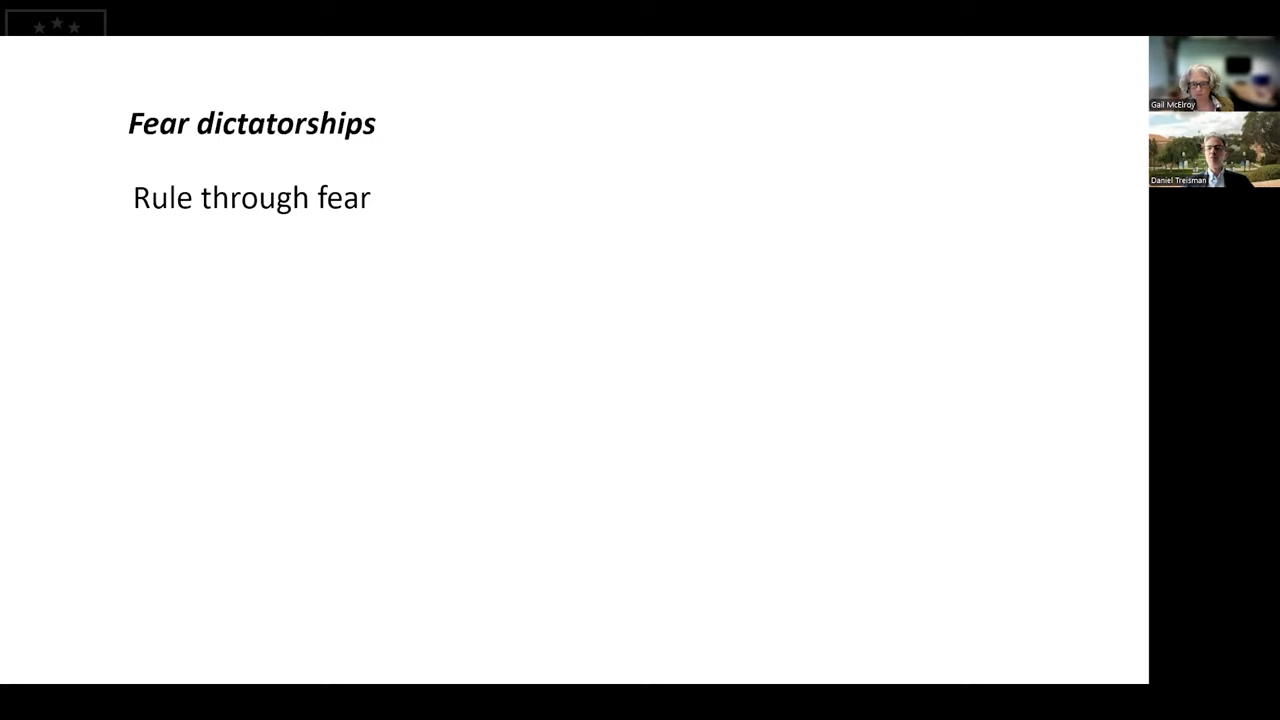 Fear dictatorships
Rule through fear
Gail McElroy
Daniel Treisman